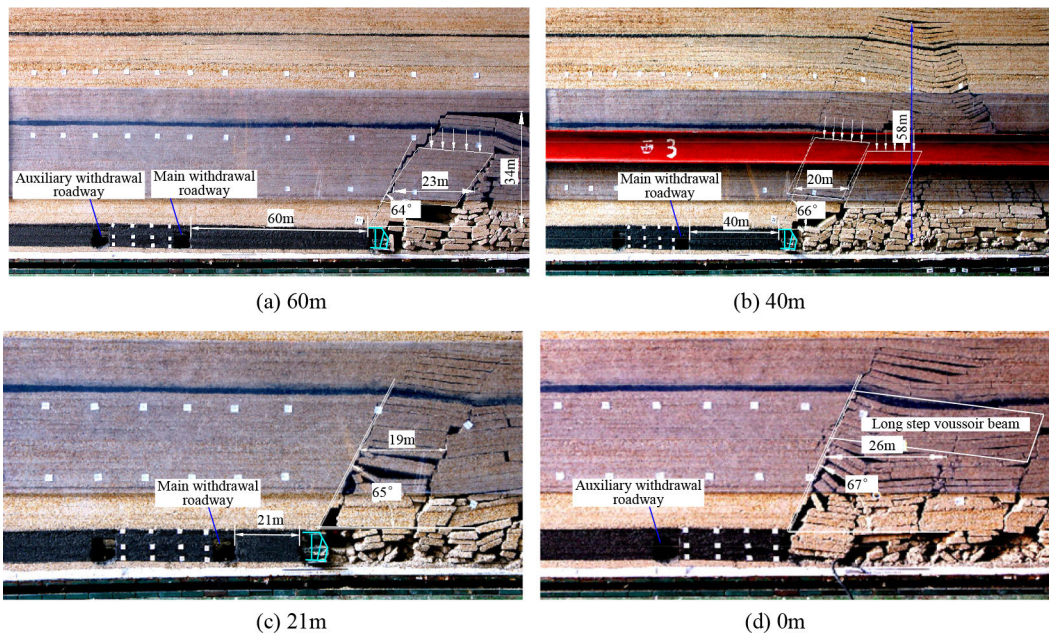 34m
23m
Auxiliary withdrawal
roadway
Main withdrawal
roadway
64°
60m
(a) 60m
58m
3
20m
Main withdrawal
roadway
66°
40m
(b) 40m
19m
65°
Main withdrawal
roadway
21m
(c) 21m
Long step voussoir beam
26m
67°
Auxiliary withdrawal
roadway
(d) 0m